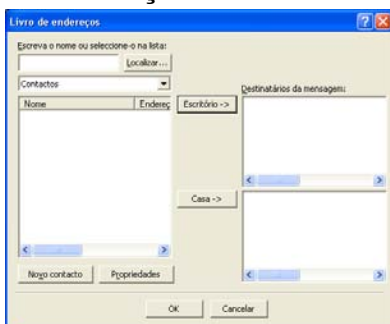 Livro de endereços
Escreva o nome ou seleccione-o na lista:
Localizar...
Contactos
Destinatários da mensagem:
Nome Endereç Escritório ->
Casa ->
Novo contacto Propriedades
OK Cancelar